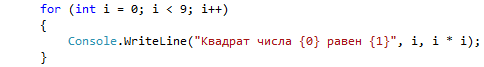 for (int i = 0; i < 9; i++)
{
    Console.WriteLine("Квадрат числа {0} равен {1}", i, i * i);
}